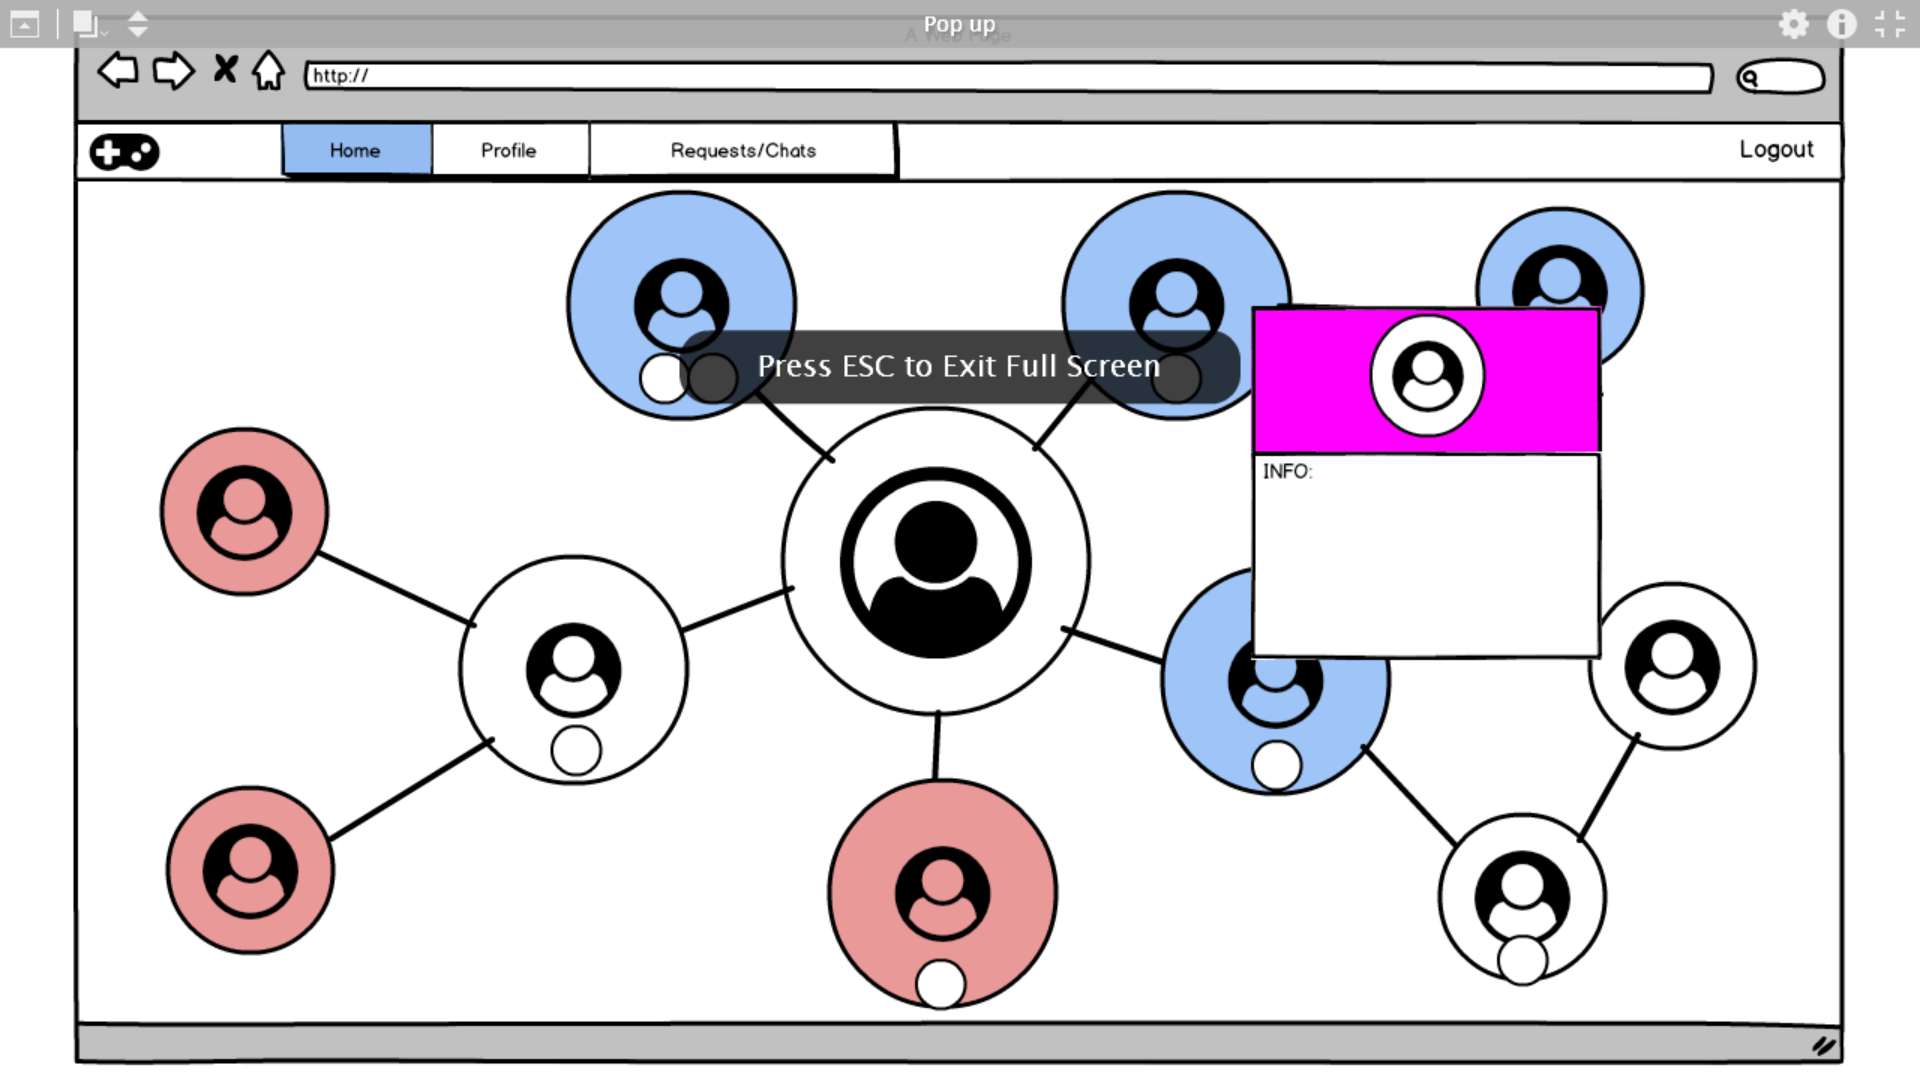 Pop up
A Web Page
http://
Home
Profile
Requests/Chats
Logout
Press ESC to Exit Full Screen
INFO: